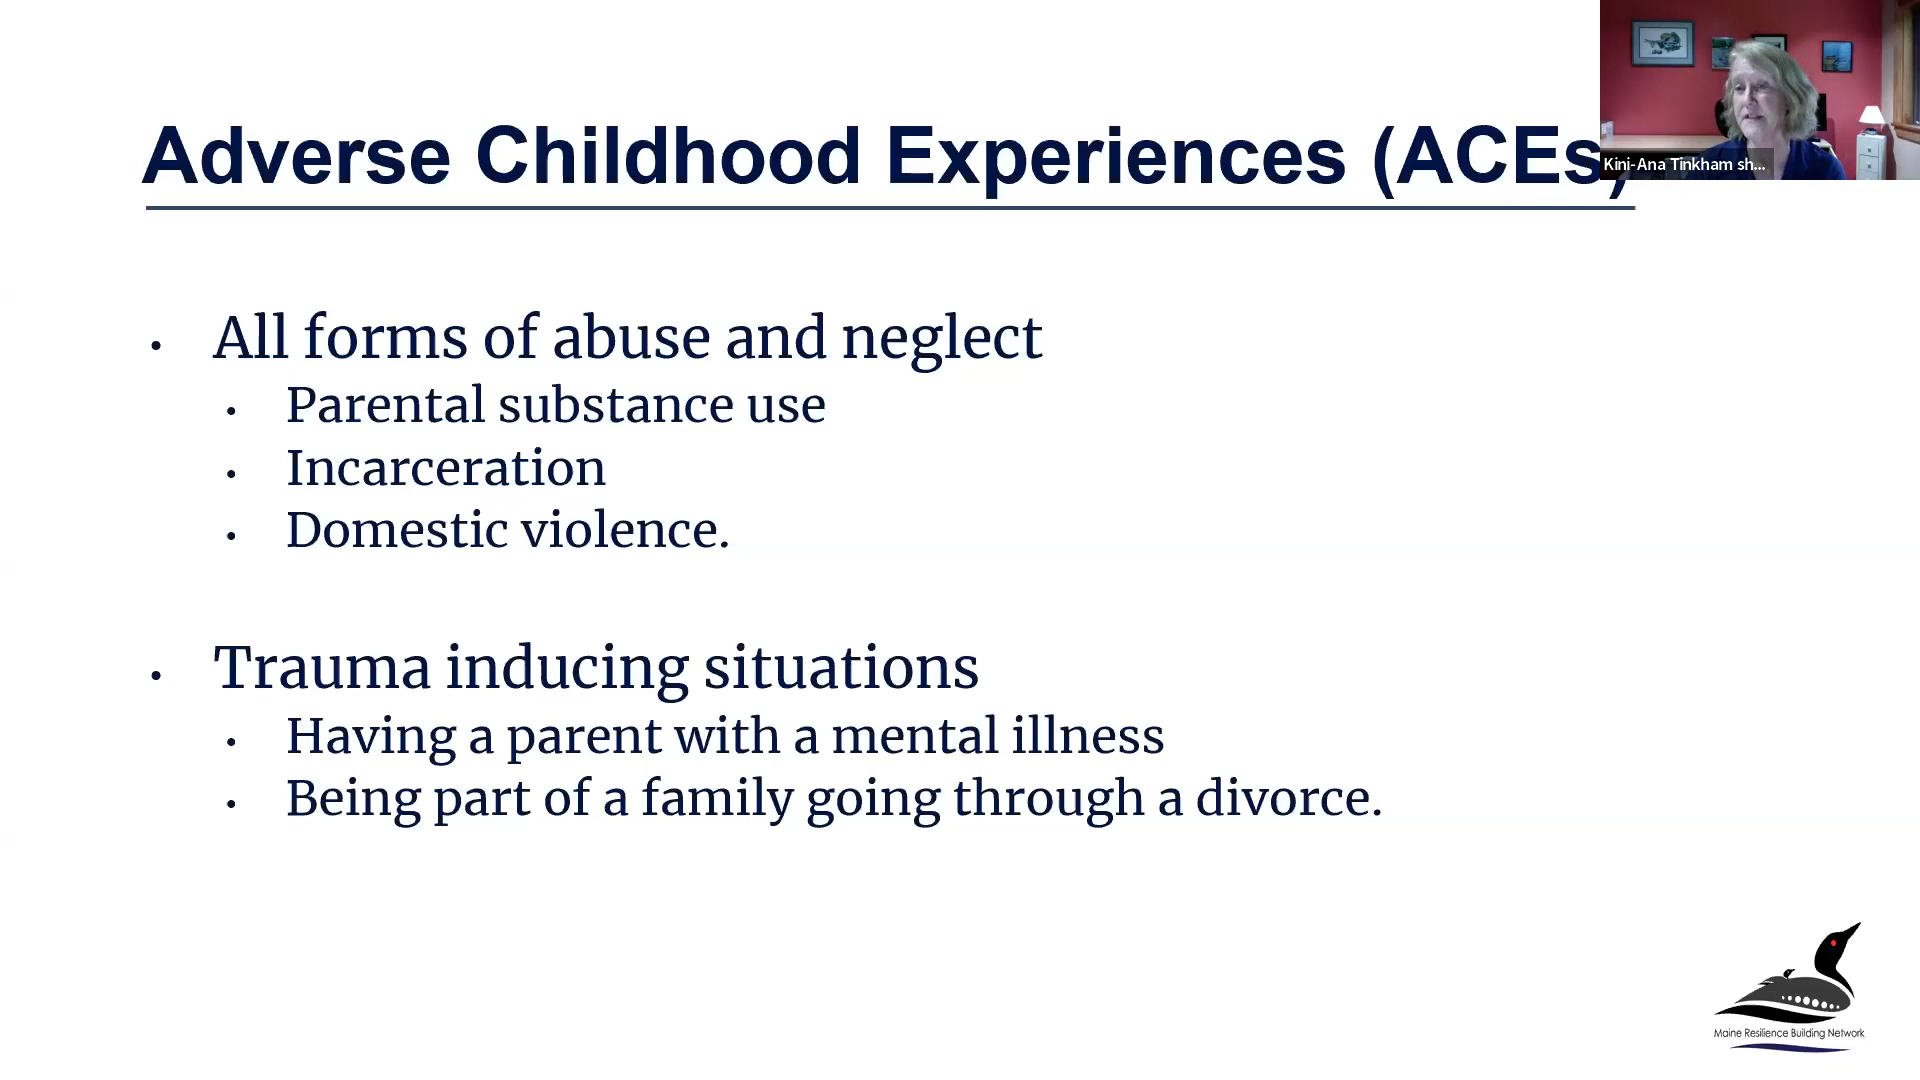 Adverse Childhood Experiences (ACEs)
Kini-Ana Tinkham sh...
• All forms of abuse and neglect
• Parental substance use
• Incarceration
• Domestic violence.
• Trauma inducing situations
• Having a parent with a mental illness
• Being part of a family going through a divorce.
Maine Resilience Building Network